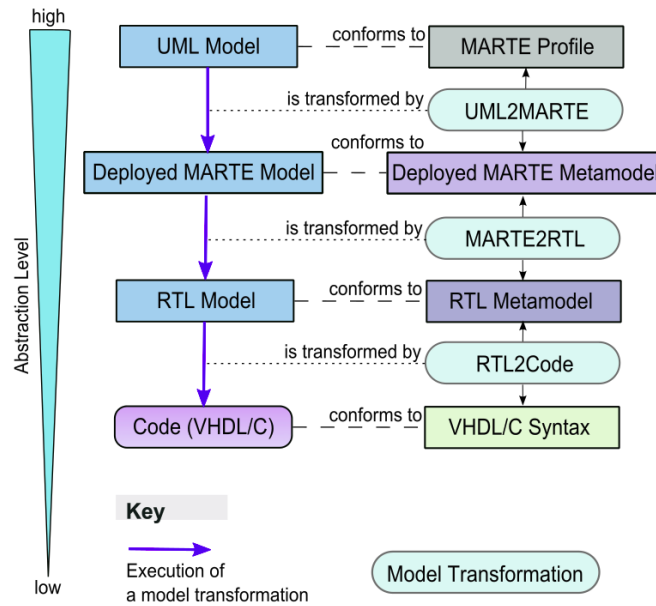 high
UML Model
conforms to
MARTE Profile
is transformed by
UML2MARTE
conforms to
Deployed MARTE Model
Deployed MARTE Metamodel
is transformed by
MARTE2RTL
Abstraction Level
RTL Model
conforms to
RTL Metamodel
is transformed by
RTL2Code
Code (VHDL/C)
conforms to
VHDL/C Syntax
Key
Execution of
a model transformation
Model Transformation
low